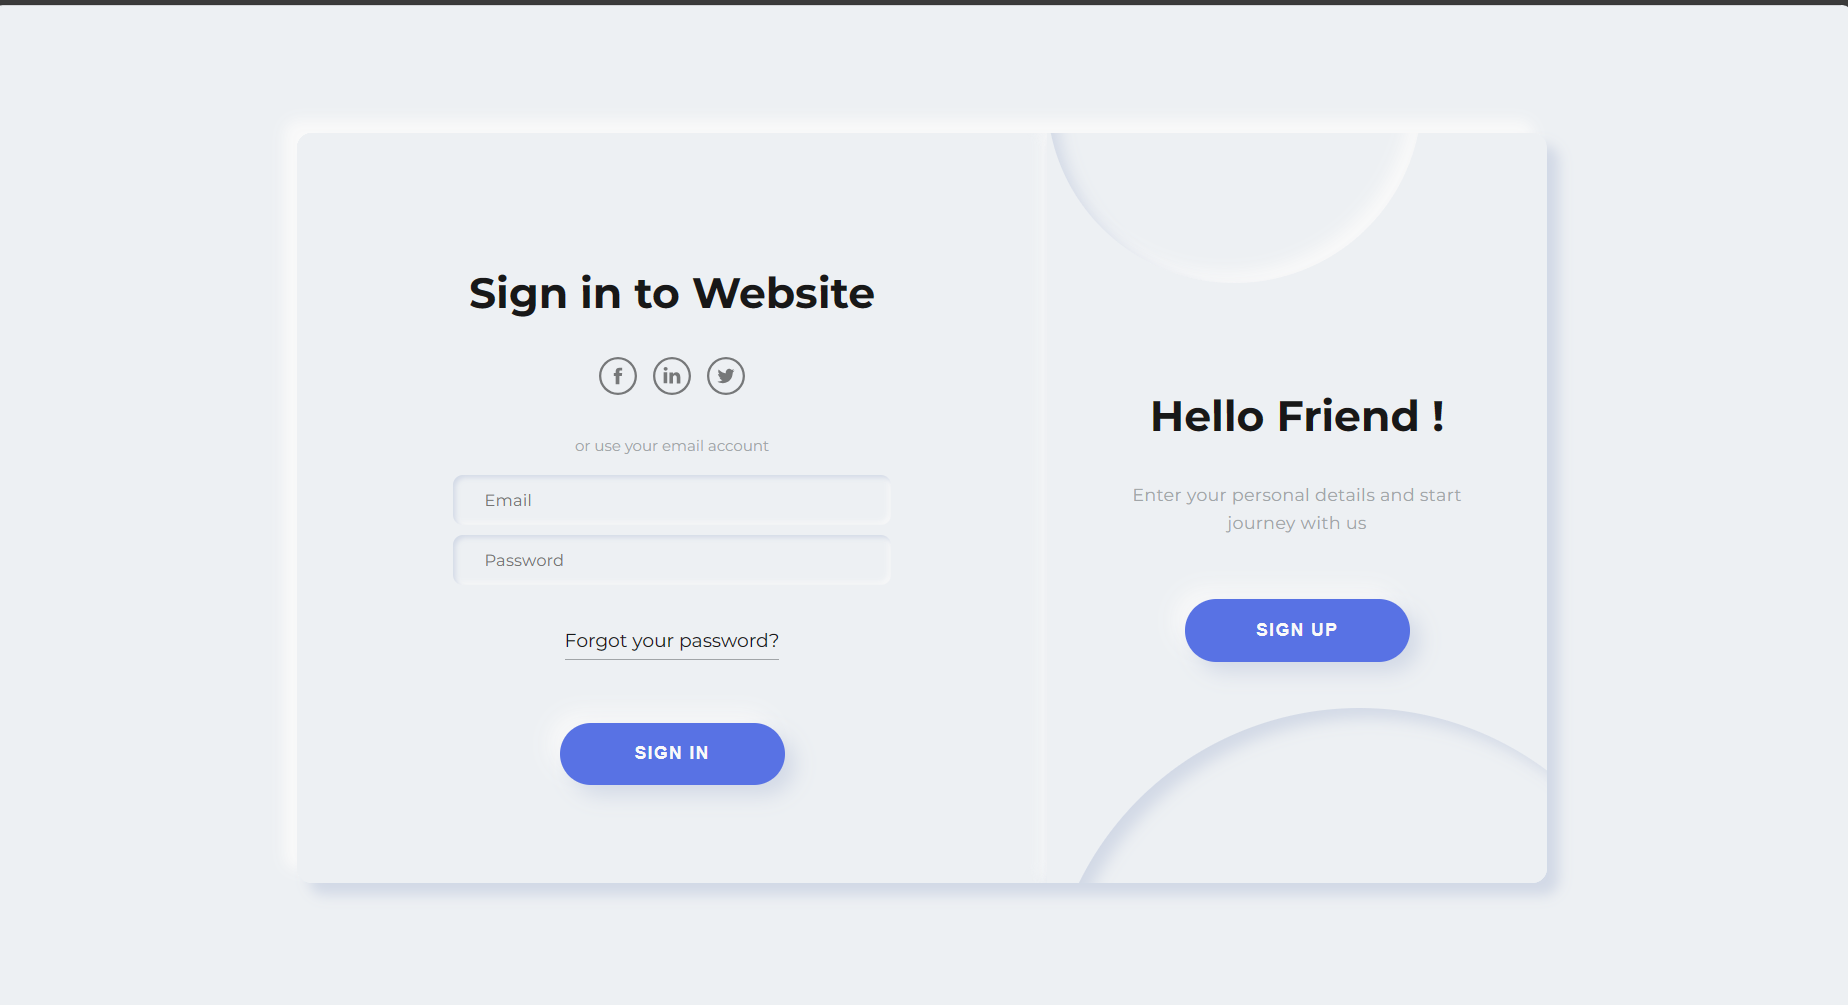 Sign in to Website
or use your email account
Email
Password
Forgot your password?
SIGN IN
Hello Friend !
Enter your personal details and start
journey with us
SIGN UP